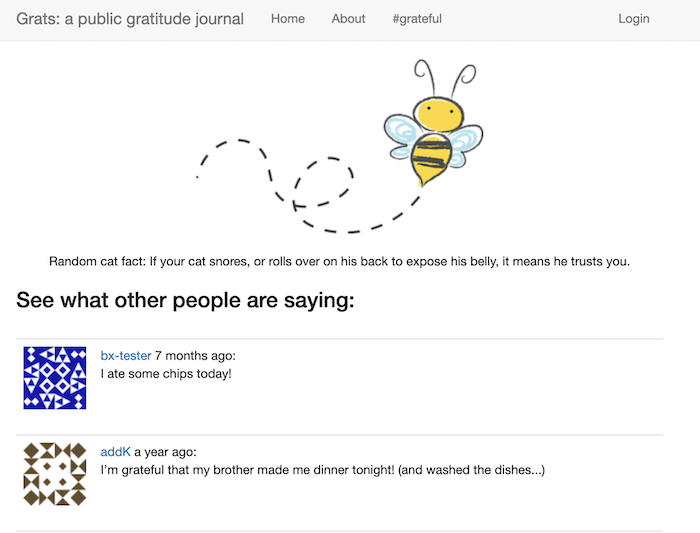 Grats: a public gratitude journal Home About #grateful Login
Random cat fact: If your cat snores, or rolls over on his back to expose his belly, it means he trusts you.
See what other people are saying:
bx-tester 7 months ago:
I ate some chips today!
addK a year ago:
I'm grateful that my brother made me dinner tonight! (and washed the dishes...)